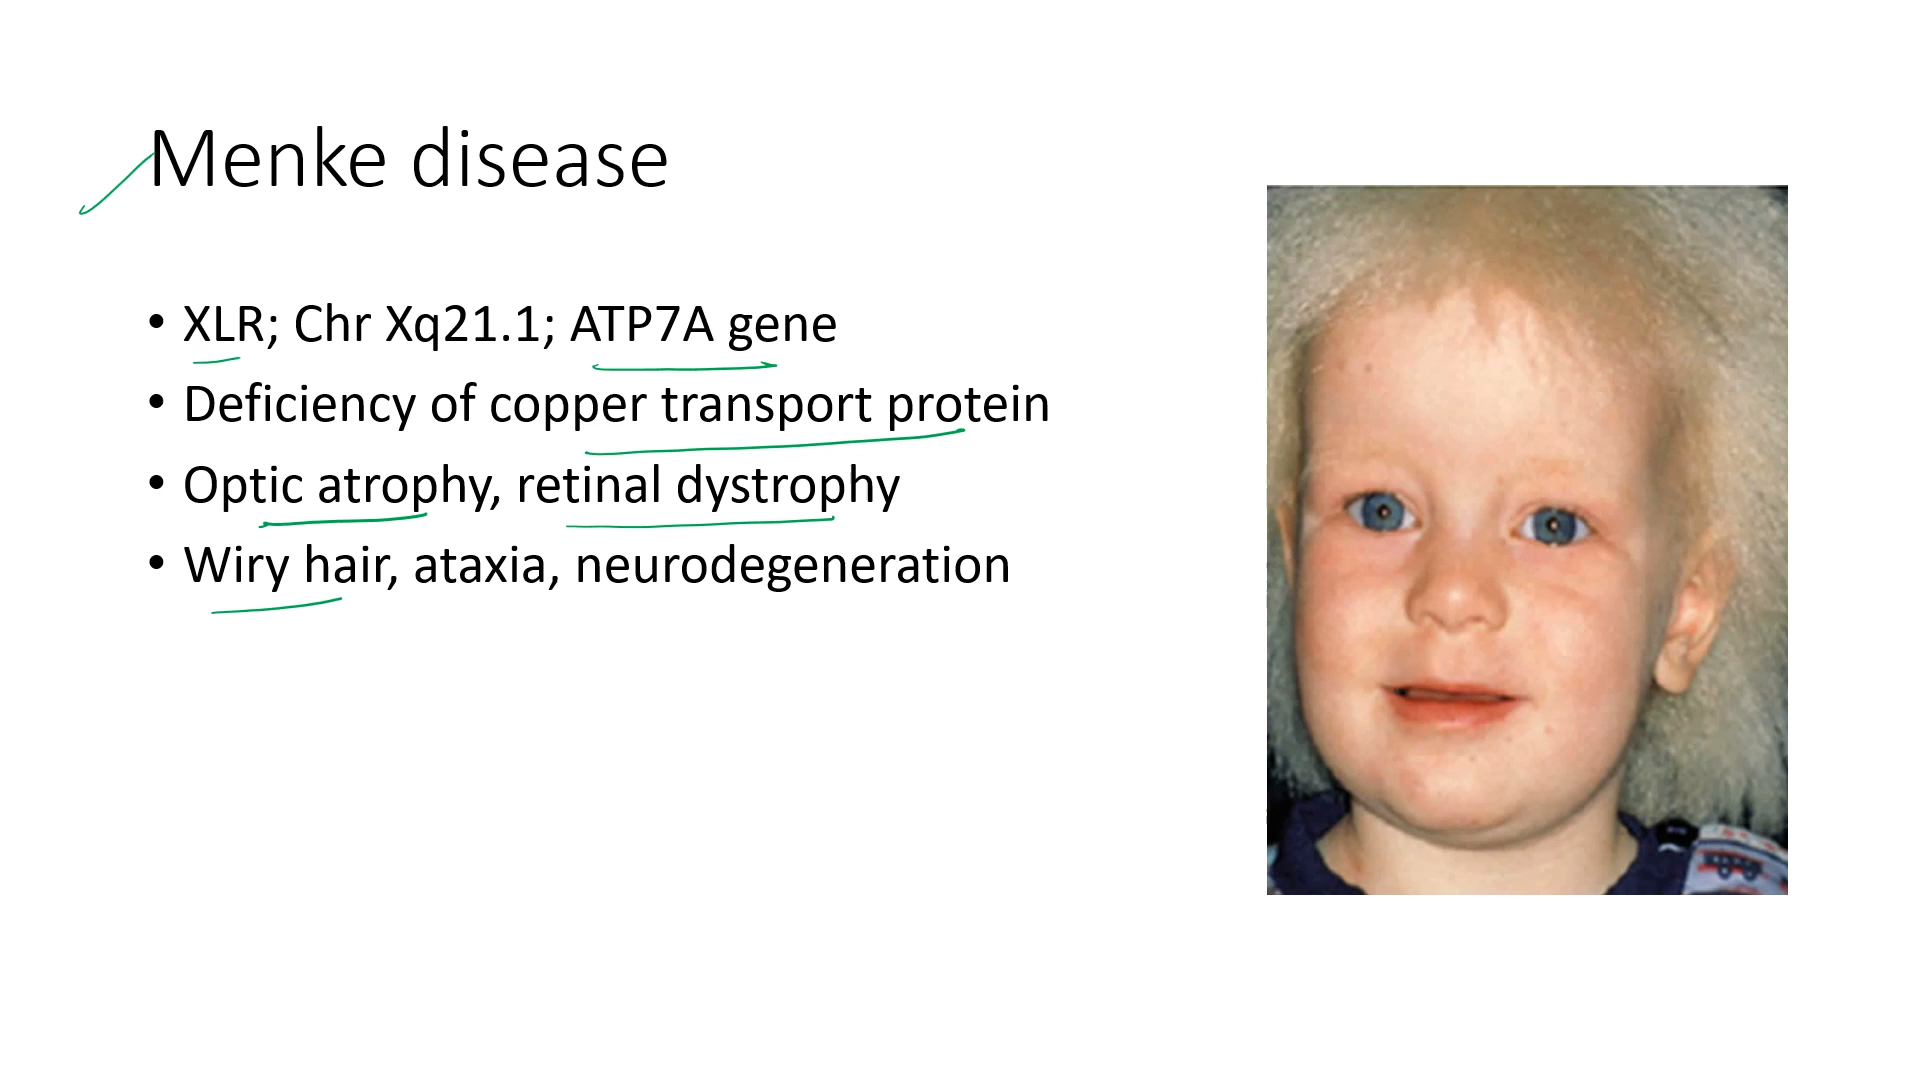 Menke disease
• XLR; Chr Xq21.1; ATP7A gene
• Deficiency of copper transport protein
• Optic atrophy, retinal dystrophy
• Wiry hair, ataxia, neurodegeneration